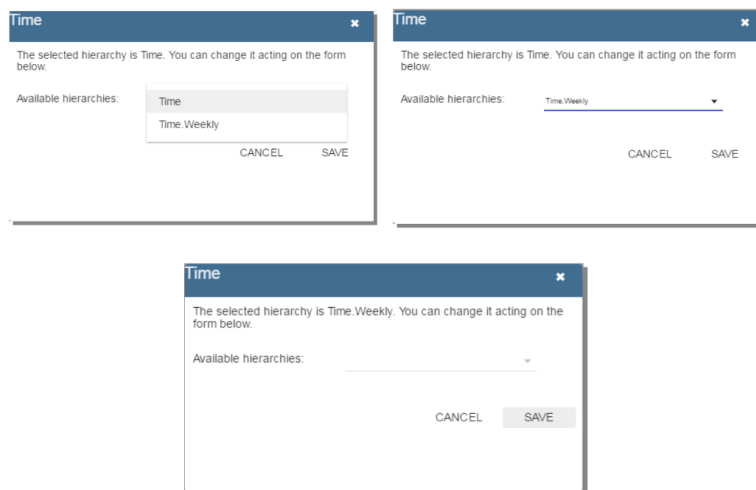 Time
The selected hierarchy is Time. You can change it acting on the form
below.
Available hierarchies:
Time
Time.Weekly
CANCEL SAVE
Time
The selected hierarchy is Time. You can change it acting on the form
below.
Available hierarchies: Time.Weekly
CANCEL SAVE
Time
The selected hierarchy is Time.Weekly. You can change it acting on the
form below.
Available hierarchies:
CANCEL SAVE